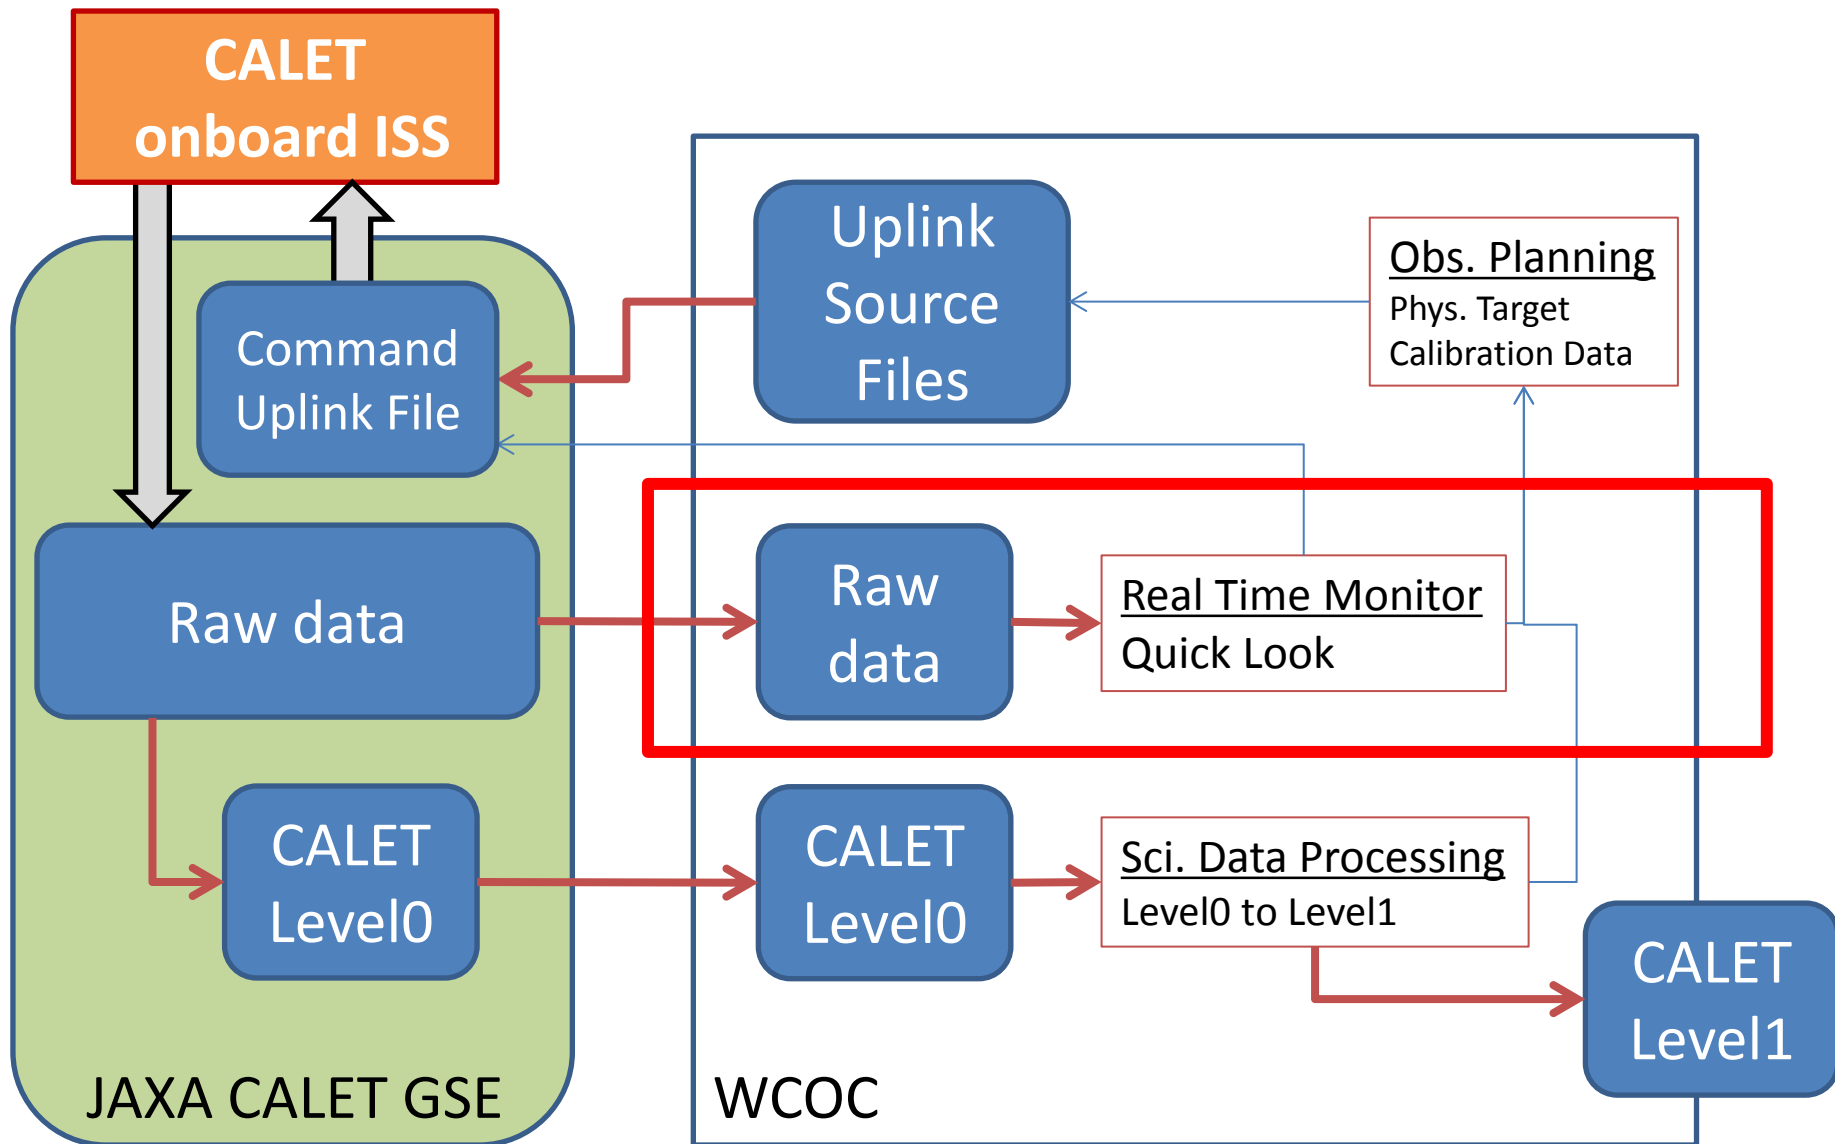 CALET
onboard ISS
Uplink
Source
Files
Obs. Planning
Phys. Target
Calibration Data
Command
Uplink File
Raw data
Raw
data
Real Time Monitor
Quick Look
CALET
Level0
CALET
Level0
Sci. Data Processing
Level0 to Level1
CALET
Level1
JAXA CALET GSE
WCOC